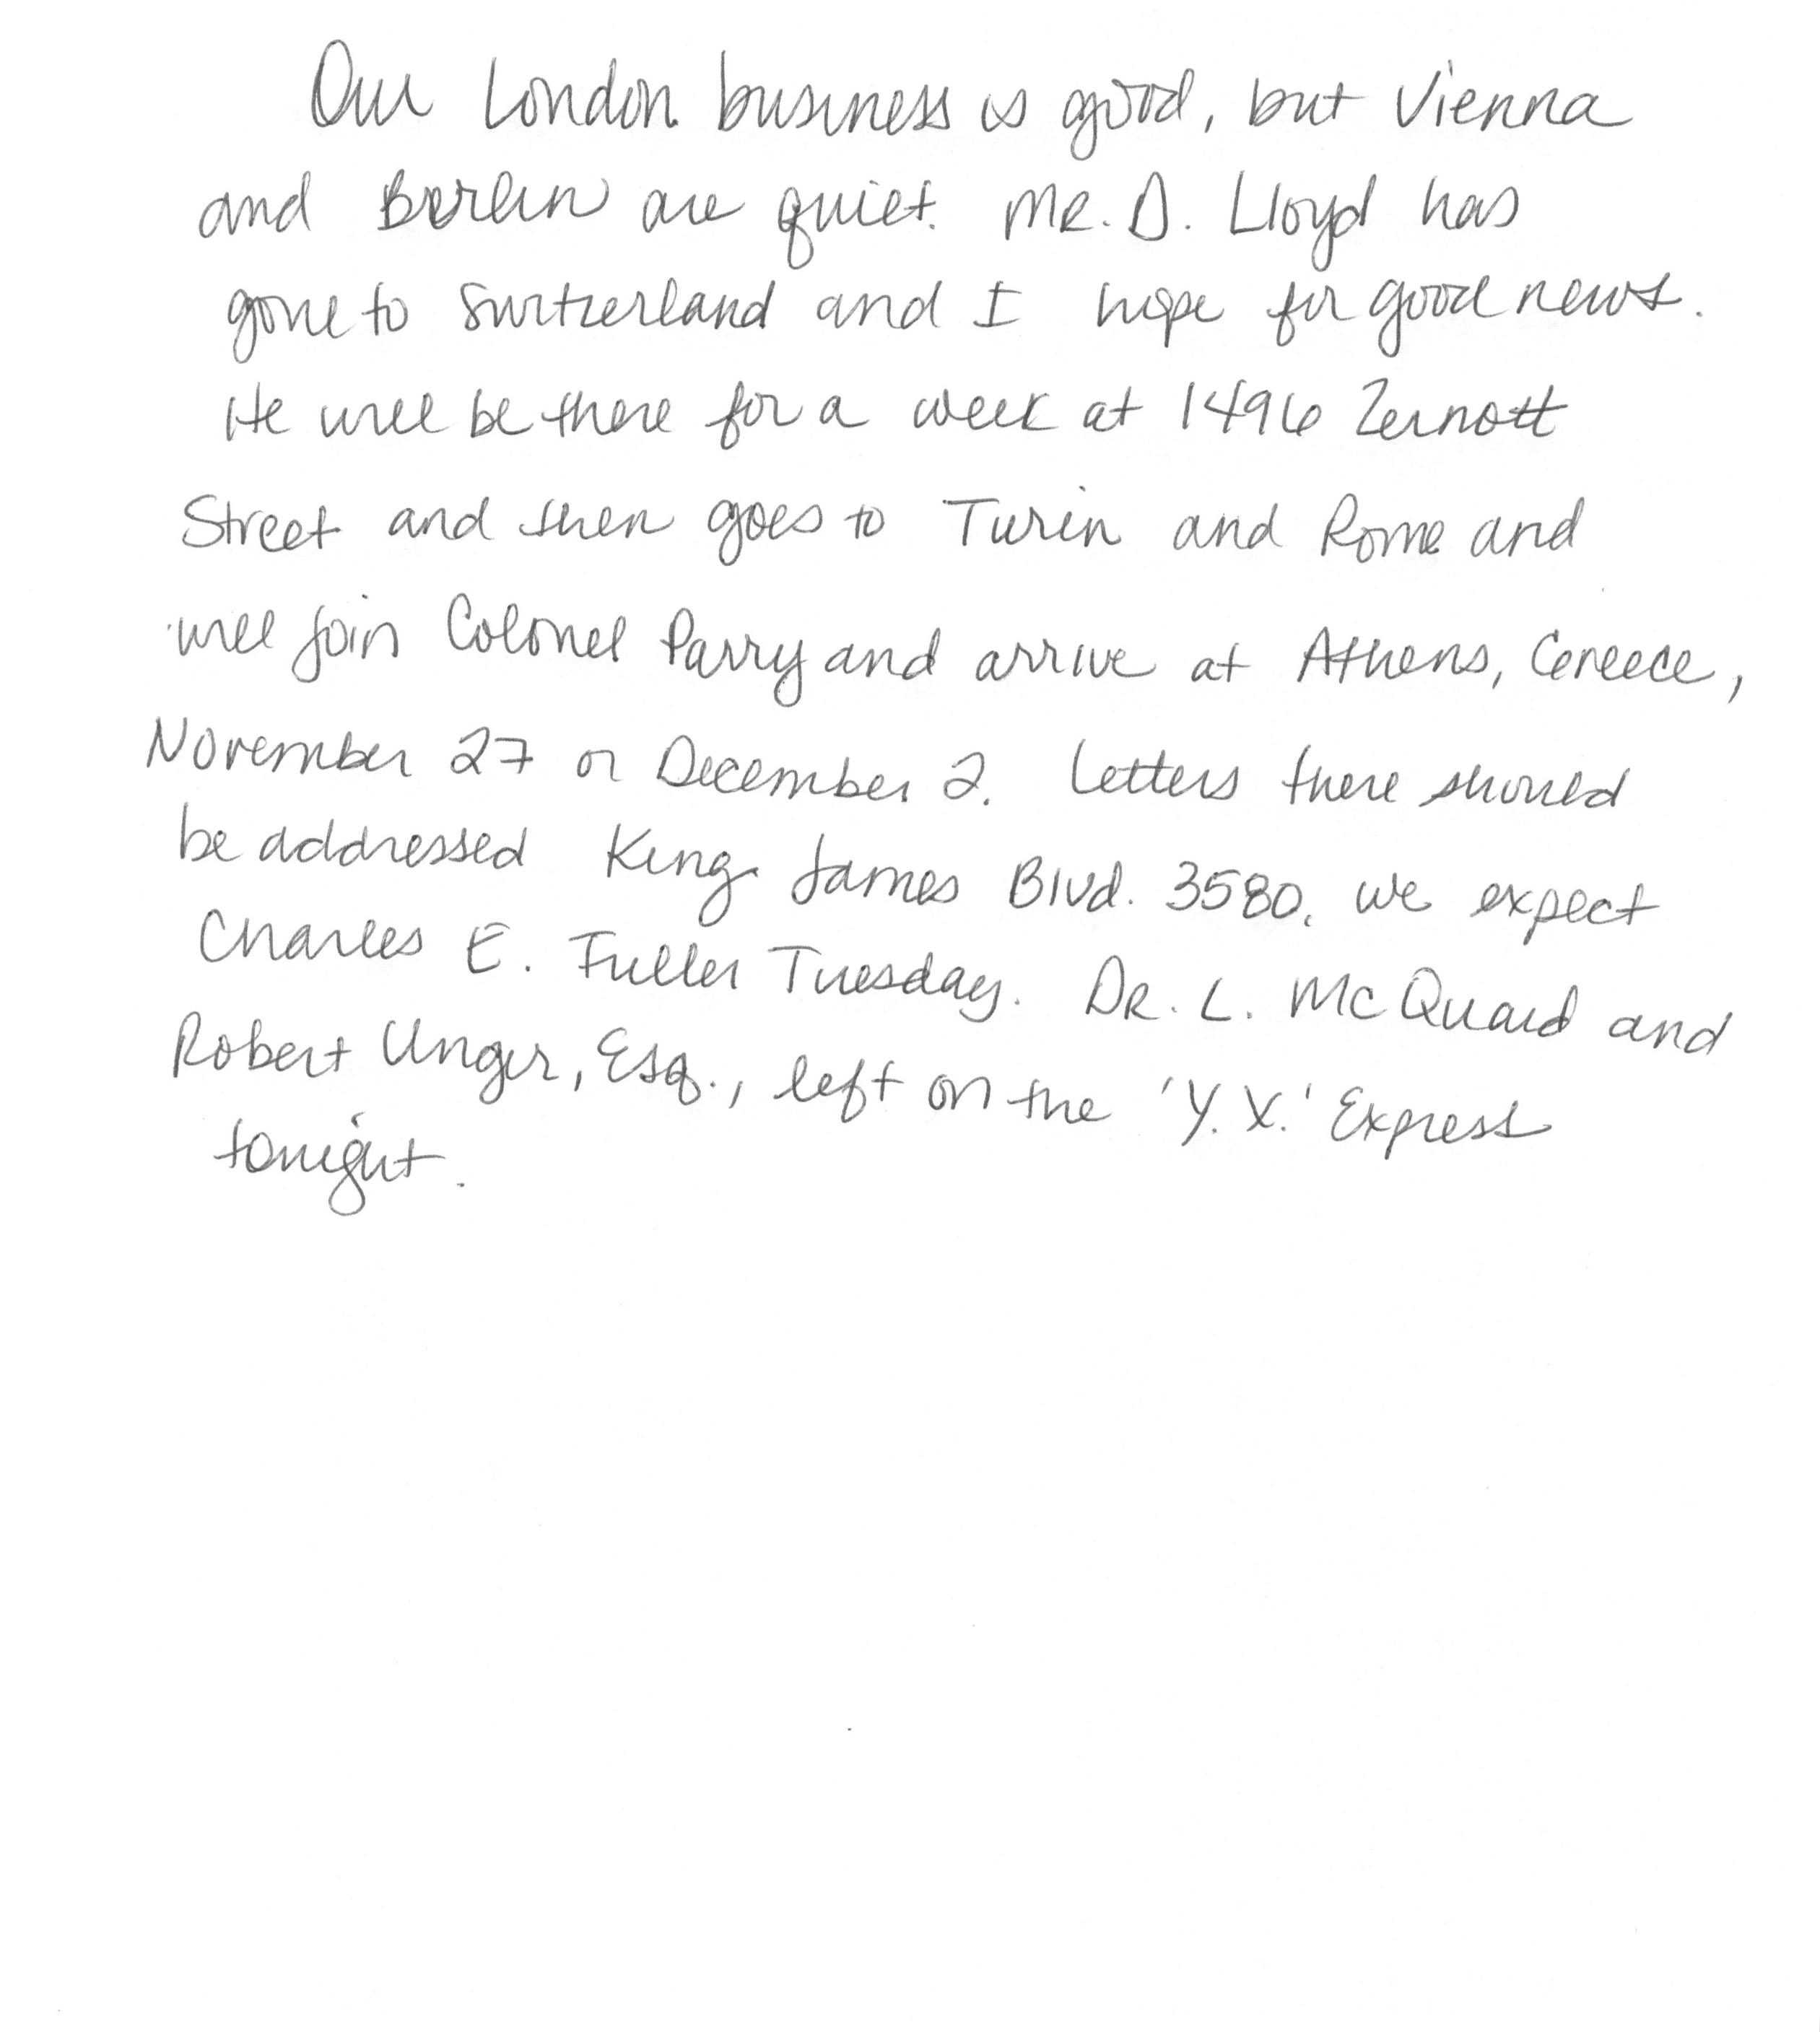 Our London business is good, but Vienna
and Berlin are quiet. Mr. D. Lloyd has
gone to Switzerland and I hope for good news.
He will be there for a week at 1496 Zermott
Street and then goes to Turin and Rome and
will join Colonel Parry and arrive at Athens, Greece,
November 27 or December 2. Letters there should
be addressed King James Blvd. 3580. We expect
Charles E. Fuller Tuesday. Dr. L. McQuaid and
Robert Unger, Esq., left on the 'Y.X.' Express
tonight.